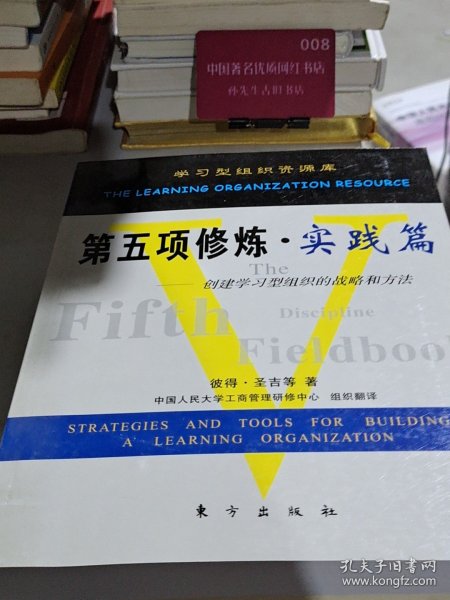 008
中国著名优质网红书店
孙先生古旧书店
学习型组织资源库
THE LEARNING ORGANIZATION RESOURCE
第五项修炼·实践篇
The
——创建学习型组织的战略和方法
Fifth Discipline
Fieldboo
彼得·圣吉等 著
中国人民大学工商管理研修中心 组织翻译
STRATEGIES AND TOOLS FOR BUILDING
A LEARNING ORGANIZATION
东方出版社
孔夫子旧书网
www.kongfz.com